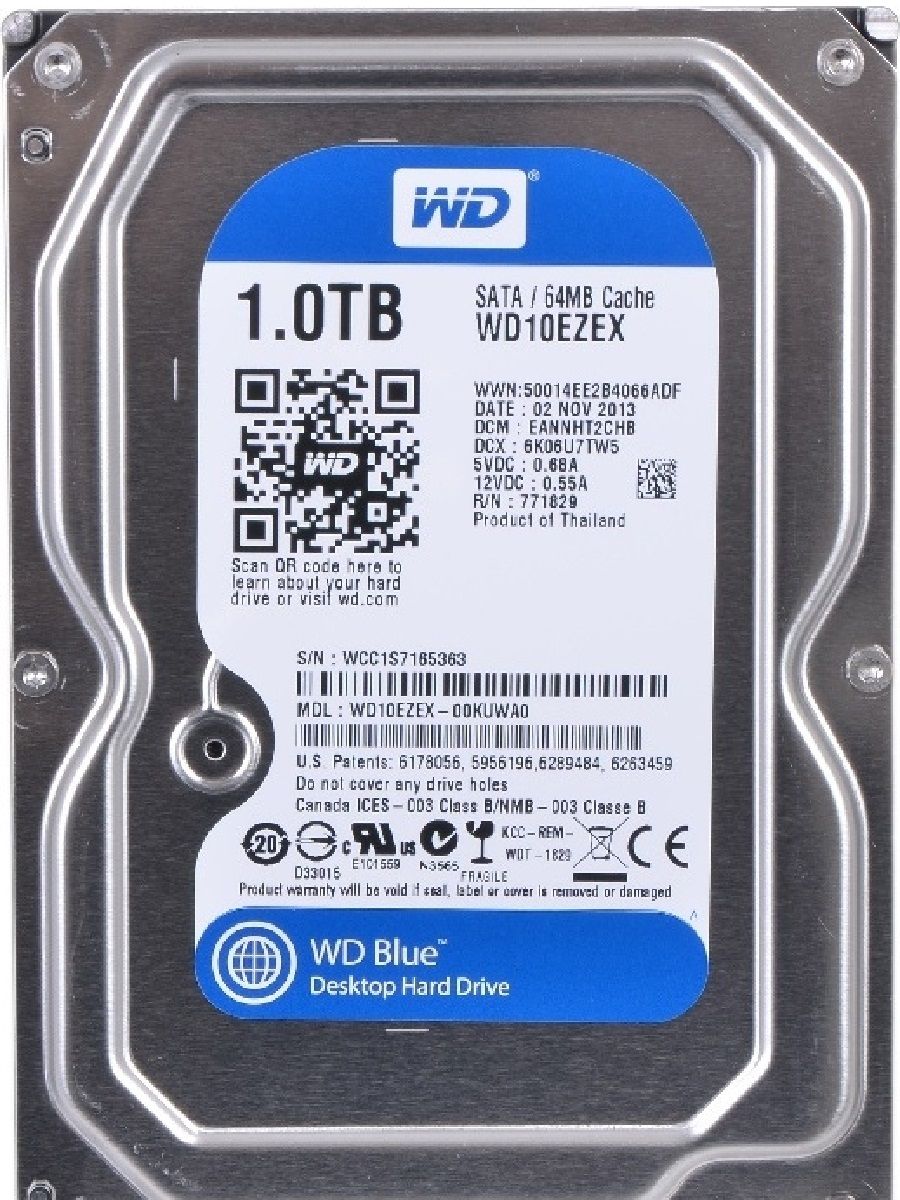 WD®
1.0TB
SATA / 64MB Cache
WD10EZEX
WWN:50014EE2B4066ADF
DATE : 02 NOV 2013
DCM : EANNHT2CHB
DCX : 6K06U7TW5
5VDC : 0.68A
12VDC : 0.55A
R/N : 771829
Product of Thailand
WD
Scan QR code here to
learn about your hard
drive or visit wd.com
S/N : WCC1S7165363
MDL : WD10EZEX-00KUWA0
U.S. Patents: 6178056, 5956196,6289484, 6263459
Do not cover any drive holes
Canada ICES-003 Class B/NMB-003 Classe B
20 D33015 c RU US E101559 N3565 FRAGILE KCC-REM-WDT-1829 CE
Product warranty will be void if seal, label or cover is removed or damaged
WD Blue™
Desktop Hard Drive